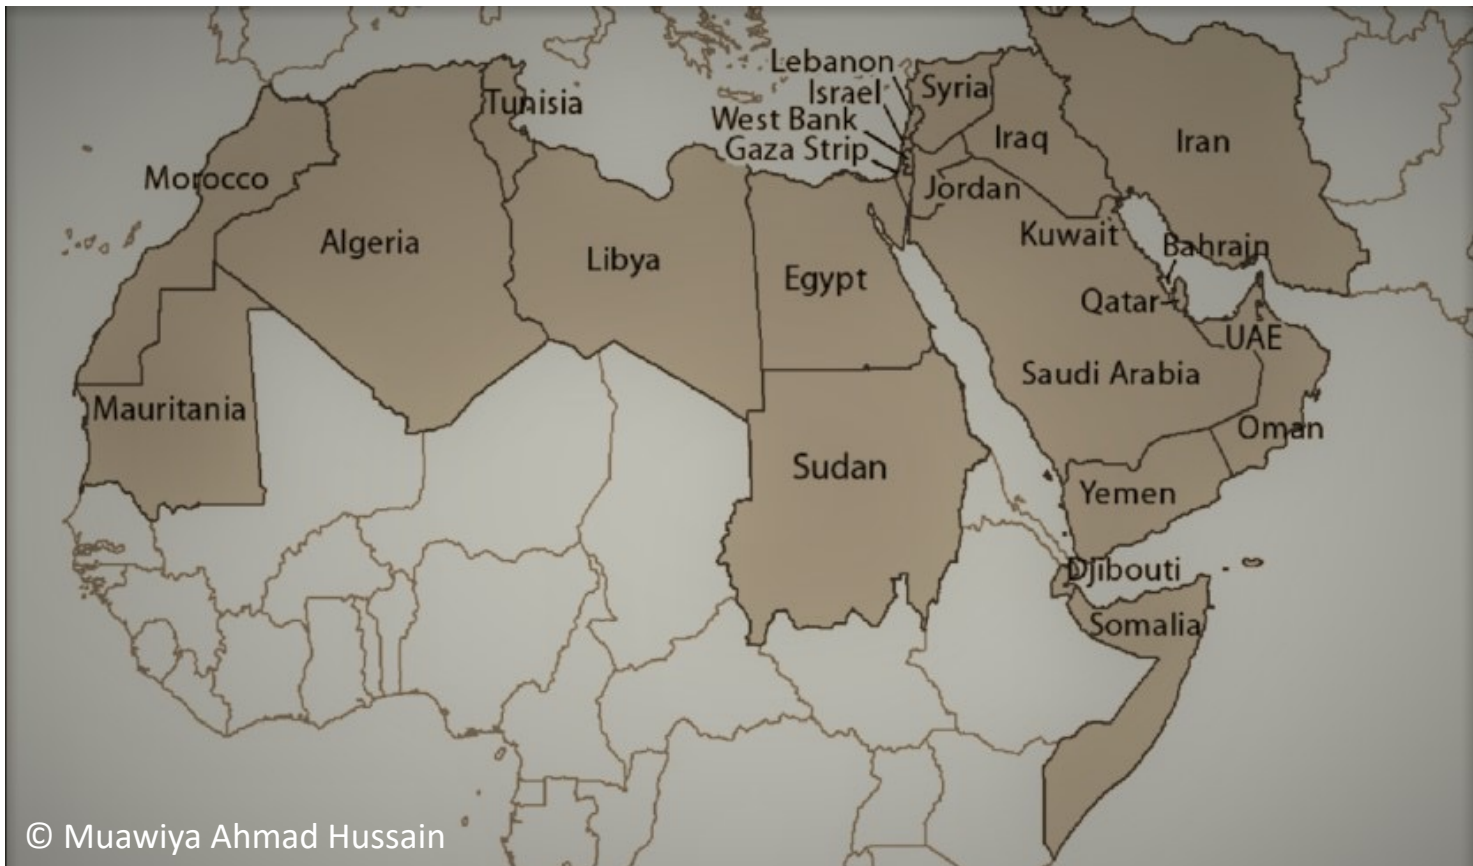 Lebanon
Syria
Israel
Tunisia
West Bank
Iraq
Iran
Gaza Strip
Morocco
Jordan
Algeria
Kuwait
Bahrain
Libya
Egypt
Qatar
UAE
Saudi Arabia
Mauritania
Oman
Sudan
Yemen
Djibouti
Somalia
© Muawiya Ahmad Hussain